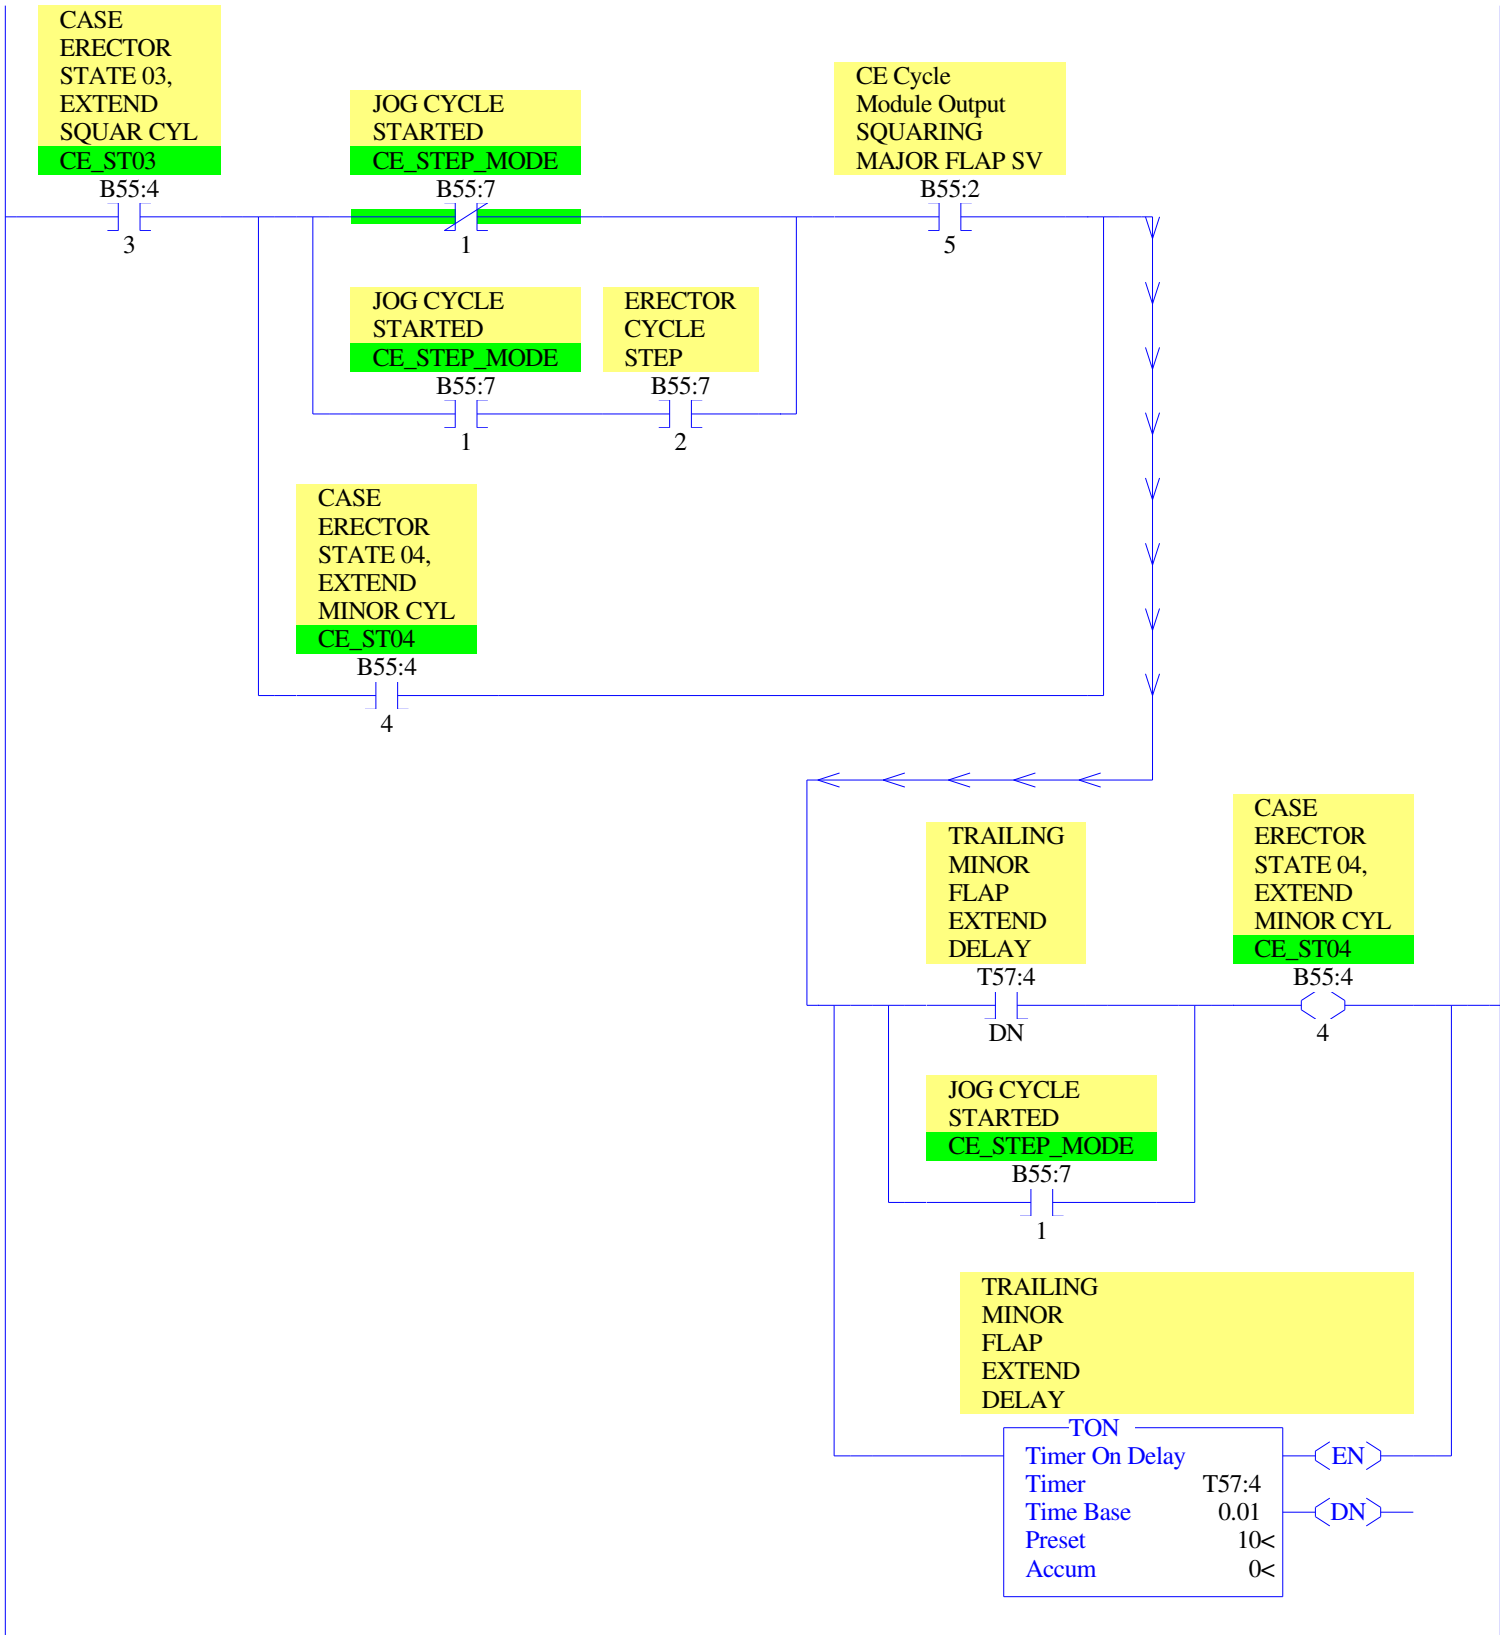 CASE
ERECTOR
STATE 03,
EXTEND
SQUAR CYL
CE_ST03
B55:4
3
JOG CYCLE
STARTED
CE_STEP_MODE
B55:7
1
CE Cycle
Module Output
SQUARING
MAJOR FLAP SV
B55:2
5
JOG CYCLE
STARTED
CE_STEP_MODE
B55:7
1
ERECTOR
CYCLE
STEP
B55:7
2
CASE
ERECTOR
STATE 04,
EXTEND
MINOR CYL
CE_ST04
B55:4
4
TRAILING
MINOR
FLAP
EXTEND
DELAY
T57:4
DN
CASE
ERECTOR
STATE 04,
EXTEND
MINOR CYL
CE_ST04
B55:4
4
JOG CYCLE
STARTED
CE_STEP_MODE
B55:7
1
TRAILING
MINOR
FLAP
EXTEND
DELAY
TON
Timer On Delay EN
Timer T57:4
Time Base 0.01 DN
Preset 10<
Accum 0<